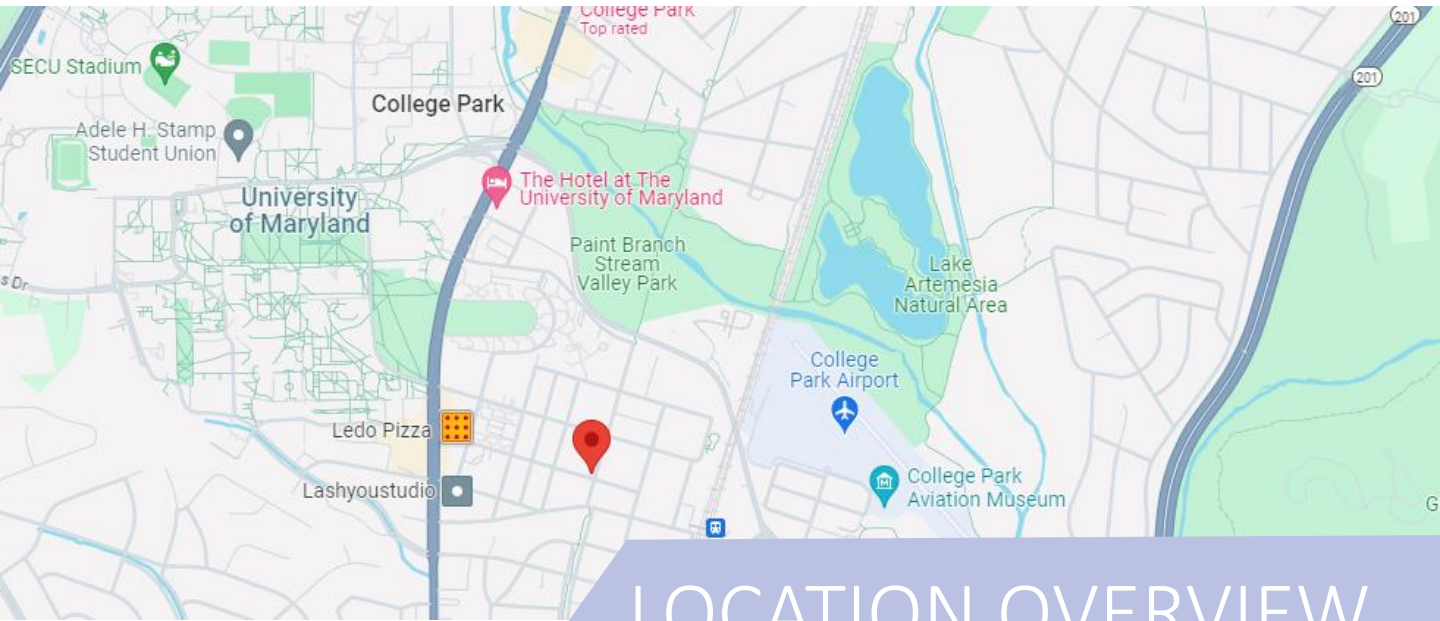 College Park
Top rated
201
SECU Stadium
201
College Park
Adele H. Stamp
Student Union
The Hotel at The
University of Maryland
University
of Maryland
Paint Branch
Stream
Valley Park
Lake
Artemesia
Natural Area
s Dr
College
Park Airport
Ledo Pizza
College Park
Aviation Museum
Lashyoustudio
G
LOCATION OVERVIEW